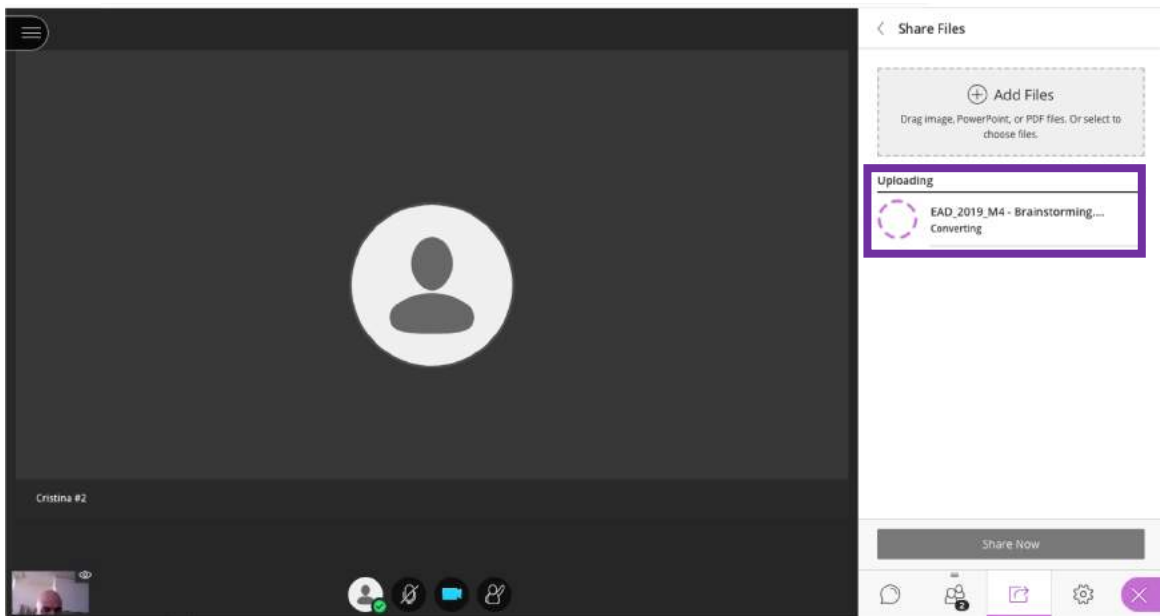 Share Files
Add Files
Drag image, PowerPoint, or PDF files. Or select to
choose files.
Uploading
EAD_2019_M4 - Brainstorming....
Converting
Cristina #2
Share Now
2